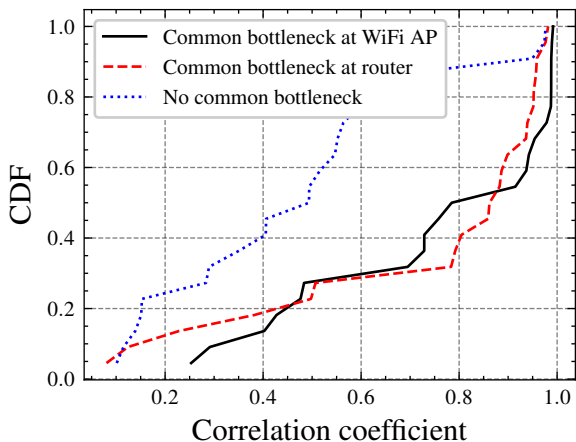 1.0
0.8
0.6
0.4
0.2
0.0
CDF
Common bottleneck at WiFi AP
Common bottleneck at router
No common bottleneck
0.2
0.4
0.6
0.8
1.0
Correlation coefficient